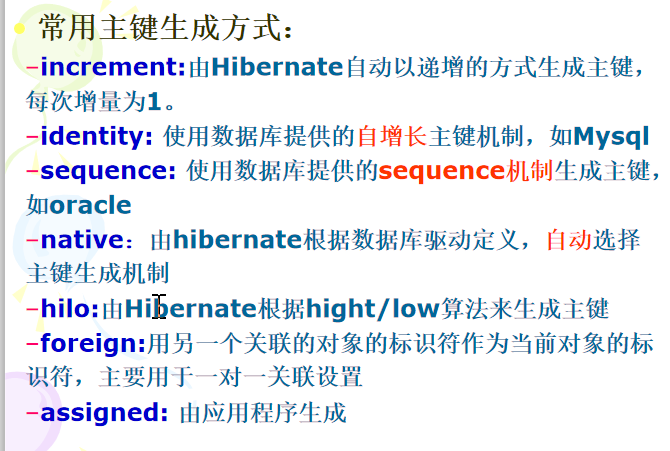 常用主键生成方式：
–increment:由Hibernate自动以递增的方式生成主键，
每次增量为1。
–identity: 使用数据库提供的自增长主键机制，如Mysql
–sequence: 使用数据库提供的sequence机制生成主键，
如oracle
–native：由hibernate根据数据库驱动定义，自动选择
主键生成机制
–hilo:由Hibernate根据hight/low算法来生成主键
–foreign:用另一个关联的对象的标识符作为当前对象的标
识符，主要用于一对一关联设置
–assigned: 由应用程序生成